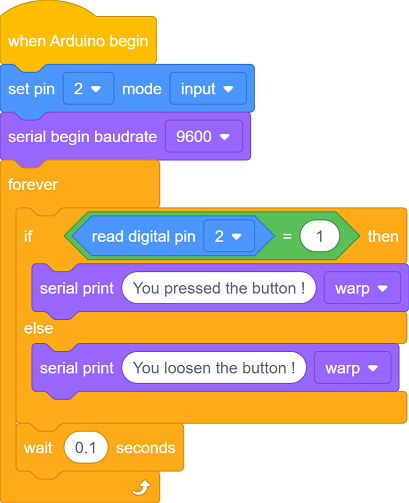 when Arduino begin
set pin 2 mode input
serial begin baudrate 9600
forever
if read digital pin 2 = 1 then
serial print You pressed the button ! warp
else
serial print You loosen the button ! warp
wait 0.1 seconds